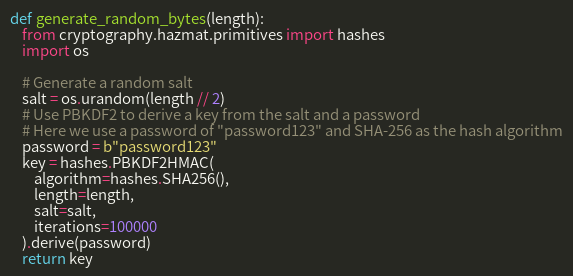 def generate_random_bytes(length):
from cryptography.hazmat.primitives import hashes
import os
# Generate a random salt
salt = os.urandom(length // 2)
# Use PBKDF2 to derive a key from the salt and a password
# Here we use a password of "password123" and SHA-256 as the hash algorithm
password = b"password123"
key = hashes.PBKDF2HMAC(
algorithm=hashes.SHA256(),
length=length,
salt=salt,
iterations=100000
).derive(password)
return key